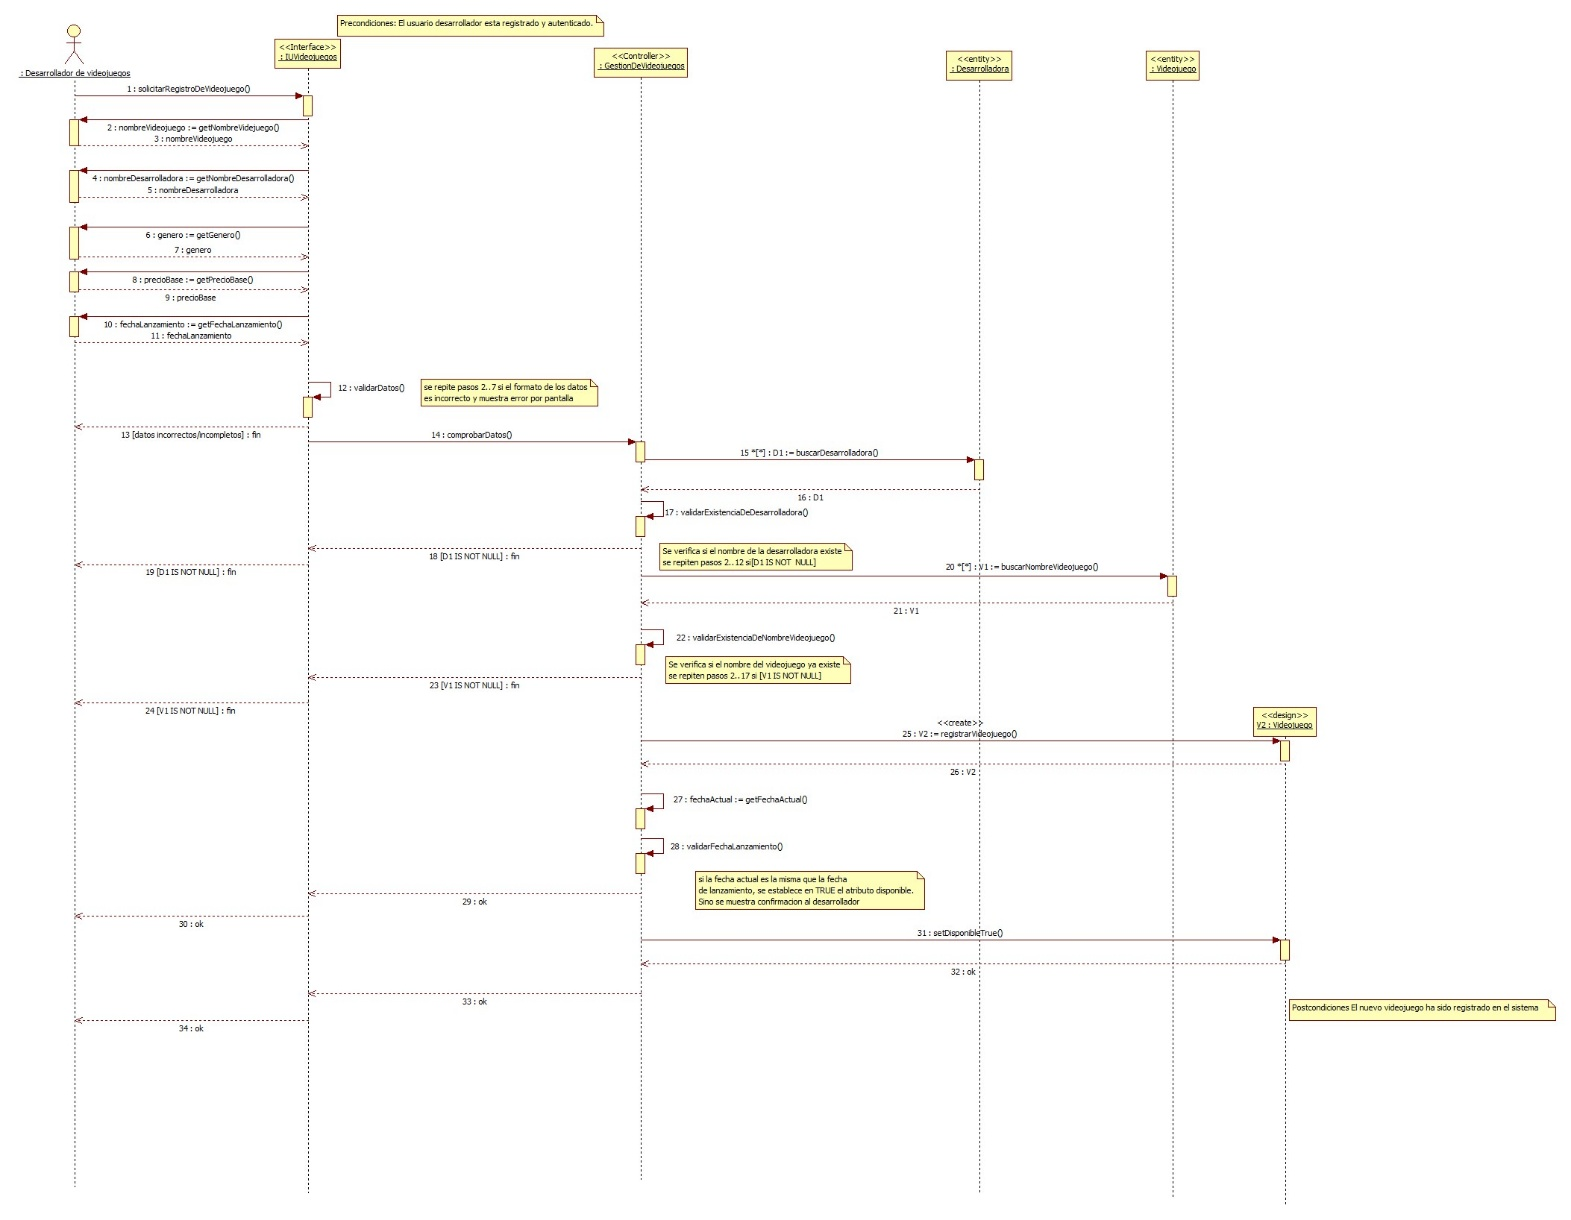 Precondiciones: El usuario desarrollador esta registrado y autenticado.
<<Interface>>
: IUVideojuegos
<<Controller>>
: GestionDeVideojuegos
<<entity>>
: Desarrolladora
<<entity>>
: Videojuego
: Desarrollador de videojuegos
1 : solicitarRegistroDeVideojuego()
2 : nombreVideojuego := getNombreVidejuego()
3 : nombreVideojuego
4 : nombreDesarrolladora := getNombreDesarrolladora()
5 : nombreDesarrolladora
6 : genero := getGenero()
7 : genero
8 : precioBase := getPrecioBase()
9 : precioBase
10 : fechaLanzamiento := getFechaLanzamiento()
11 : fechaLanzamiento
12 : validarDatos()
se repite pasos 2..7 si el formato de los datos
es incorrecto y muestra error por pantalla
13 [datos incorrectos/incompletos] : fin
14 : comprobarDatos()
15 *[*] : D1 := buscarDesarrolladora()
16 : D1
17 : validarExistenciaDeDesarrolladora()
18 [D1 IS NOT NULL] : fin
Se verifica si el nombre de la desarrolladora existe
se repiten pasos 2..12 si[D1 IS NOT  NULL]
19 [D1 IS NOT NULL] : fin
20 *[*] : V1 := buscarNombreVideojuego()
21 : V1
22 : validarExistenciaDeNombreVideojuego()
Se verifica si el nombre del videojuego ya existe
se repiten pasos 2..17 si [V1 IS NOT NULL]
23 [V1 IS NOT NULL] : fin
24 [V1 IS NOT NULL] : fin
<<design>>
V2 : Videojuego
<<create>>
25 : V2 := registrarVideojuego()
26 : V2
27 : fechaActual := getFechaActual()
28 : validarFechaLanzamiento()
si la fecha actual es la misma que la fecha
de lanzamiento, se establece en TRUE el atributo disponible.
Sino se muestra confirmacion al desarrollador
29 : ok
30 : ok
31 : setDisponibleTrue()
32 : ok
33 : ok
Postcondiciones El nuevo videojuego ha sido registrado en el sistema
34 : ok